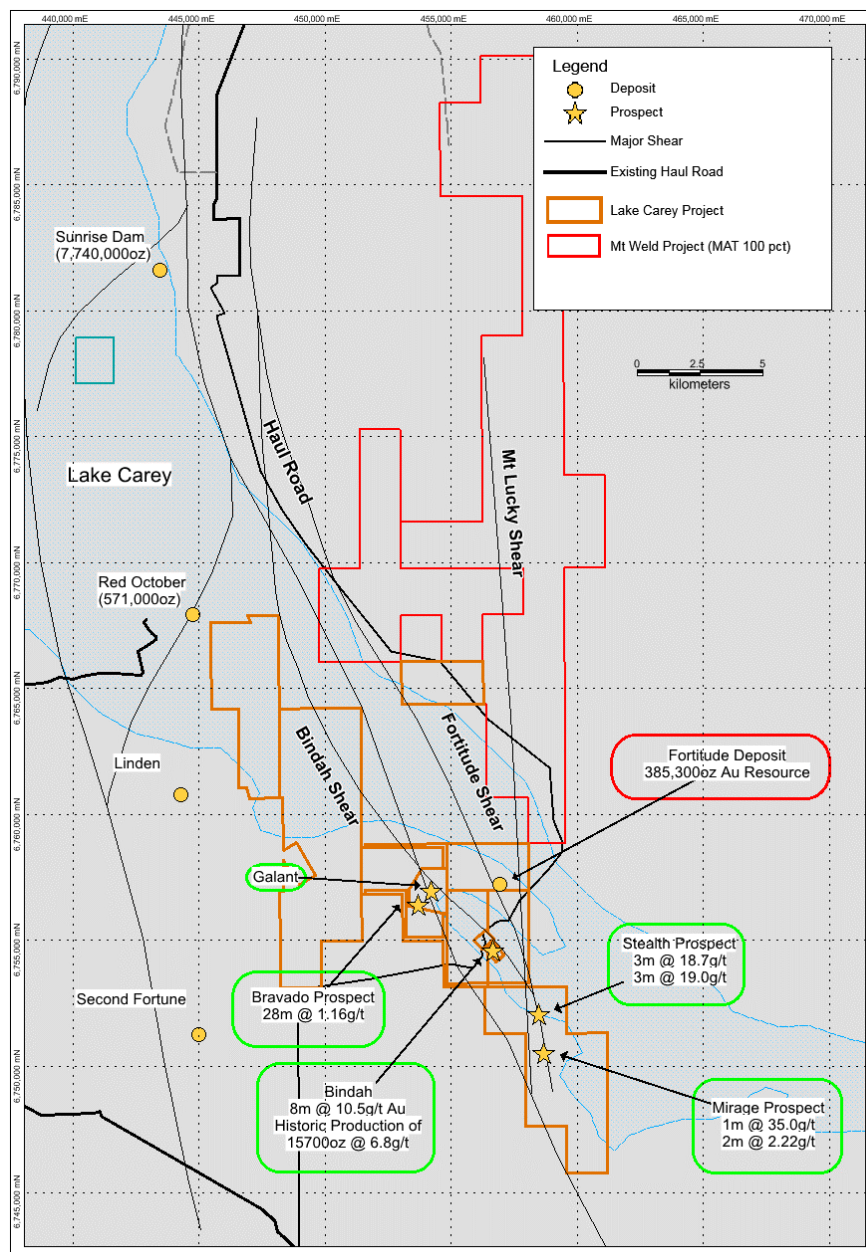 440,000 mE
445,000 mE
450,000 mE
455,000 mE
460,000 mE
465,000 mE
470,000 mE
6,790,000 mN
6,785,000 mN
6,780,000 mN
6,775,000 mN
6,770,000 mN
6,765,000 mN
6,760,000 mN
6,755,000 mN
6,750,000 mN
6,745,000 mN
Legend
Deposit
Prospect
Major Shear
Existing Haul Road
Lake Carey Project
Mt Weld Project (MAT 100 pct)
0
2.5
5
kilometers
Sunrise Dam
(7,740,000oz)
Lake Carey
Haul Road
Mt Lucky Shear
Red October
(571,000oz)
Linden
Bindah Shear
Fortitude Shear
Fortitude Deposit
385,300oz Au Resource
Galant
Stealth Prospect
3m @ 18.7g/t
3m @ 19.0g/t
Second Fortune
Bravado Prospect
28m @ 1.16g/t
Bindah
8m @ 10.5g/t Au
Historic Production of
15700oz @ 6.8g/t
Mirage Prospect
1m @ 35.0g/t
2m @ 2.22g/t